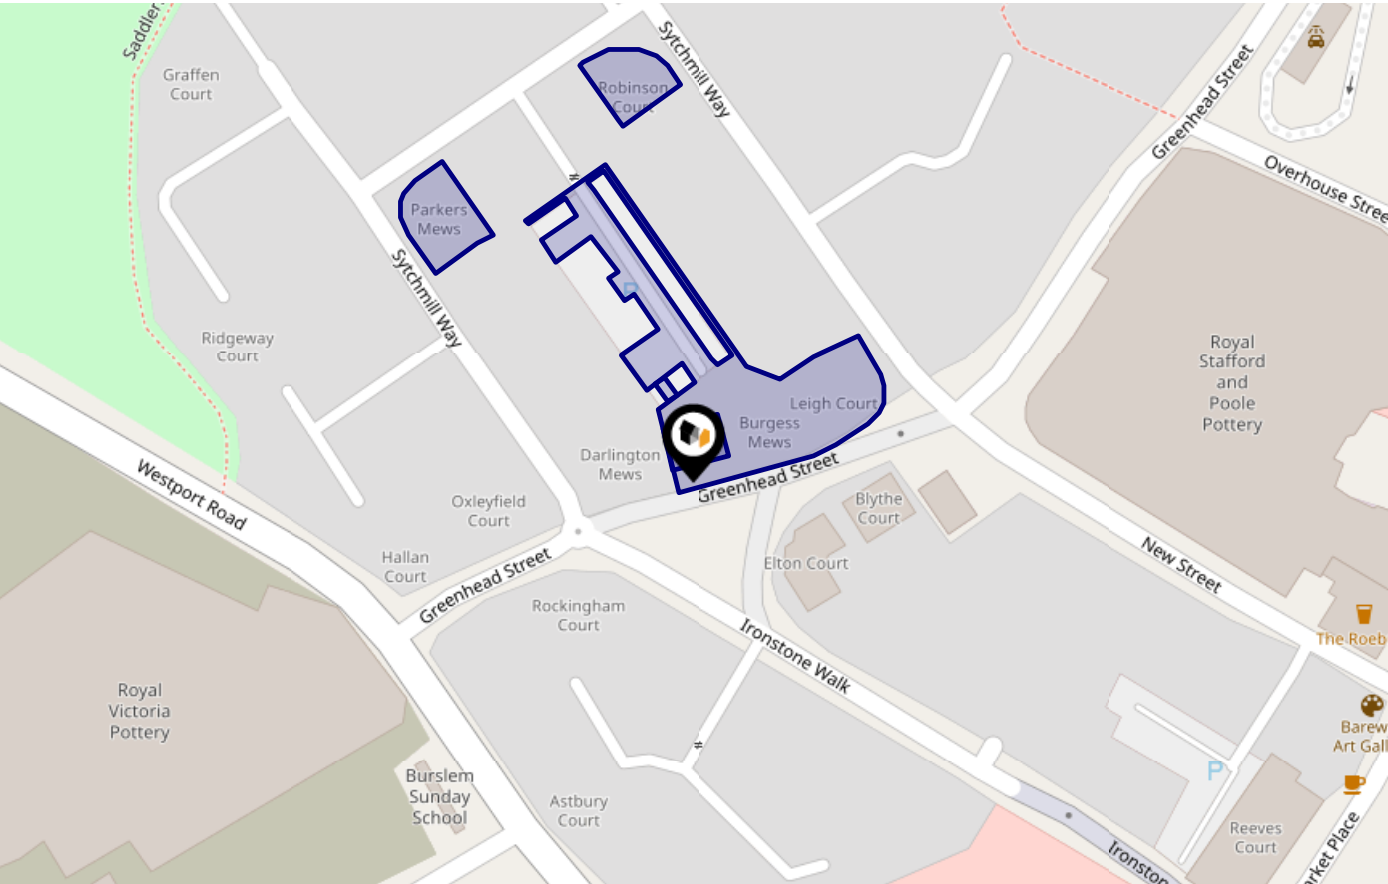 Saddler
Sytchmill Way
Greenhead Street
Graffen
Court
Robinson
Court
Overhouse Stree
Parkers
Mews
Sytchmill Way
Ridgeway
Court
P
Royal
Stafford
and
Poole
Pottery
Leigh Court
Burgess
Mews
Darlington
Mews
Greenhead Street
Westport Road
Oxleyfield
Court
Blythe
Court
Hallan
Court
Greenhead Street
Elton Court
New Street
Rockingham
Court
Ironstone Walk
The Roeb
Royal
Victoria
Pottery
Barew
Art Gall
P
Burslem
Sunday
School
Astbury
Court
Reeves
Court
Ironston
rket Place